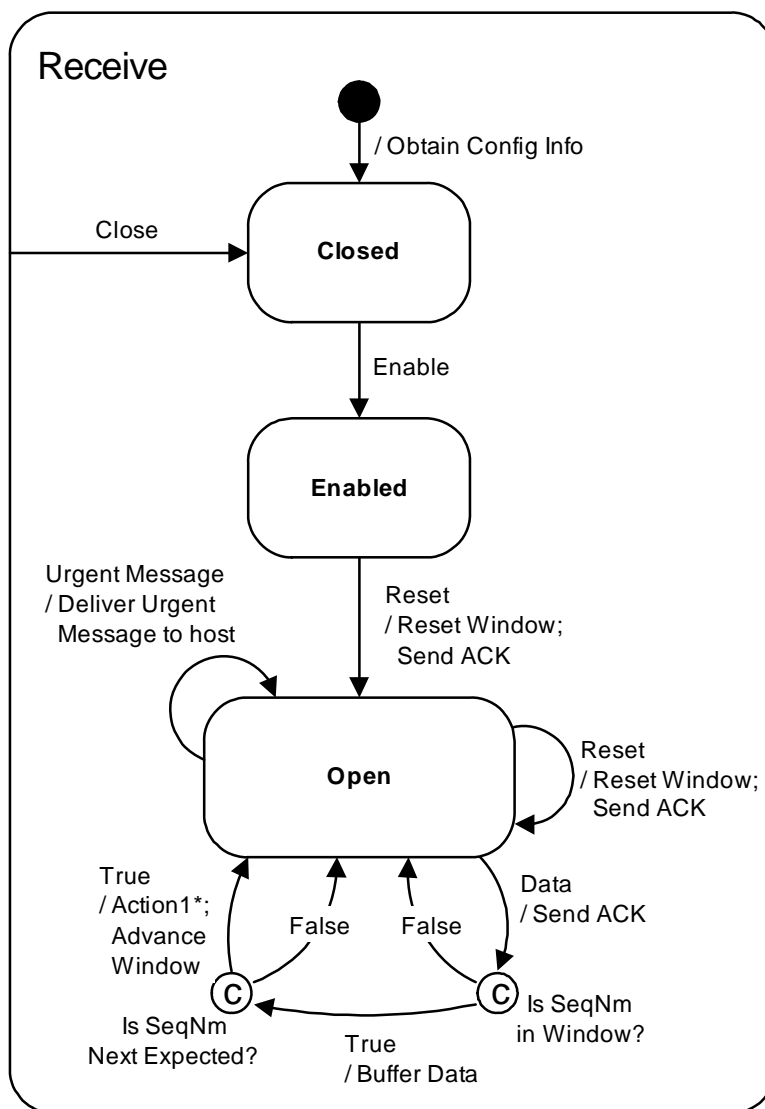 Receive
/ Obtain Config Info
Close
Closed
Enable
Enabled
Urgent Message
/ Deliver Urgent
Message to host
Reset
/ Reset Window;
Send ACK
Open
Reset
/ Reset Window;
Send ACK
True
/ Action1*;
Advance
Window
False
False
Data
/ Send ACK
C
C
Is SeqNm
Next Expected?
Is SeqNm
in Window?
True
/ Buffer Data